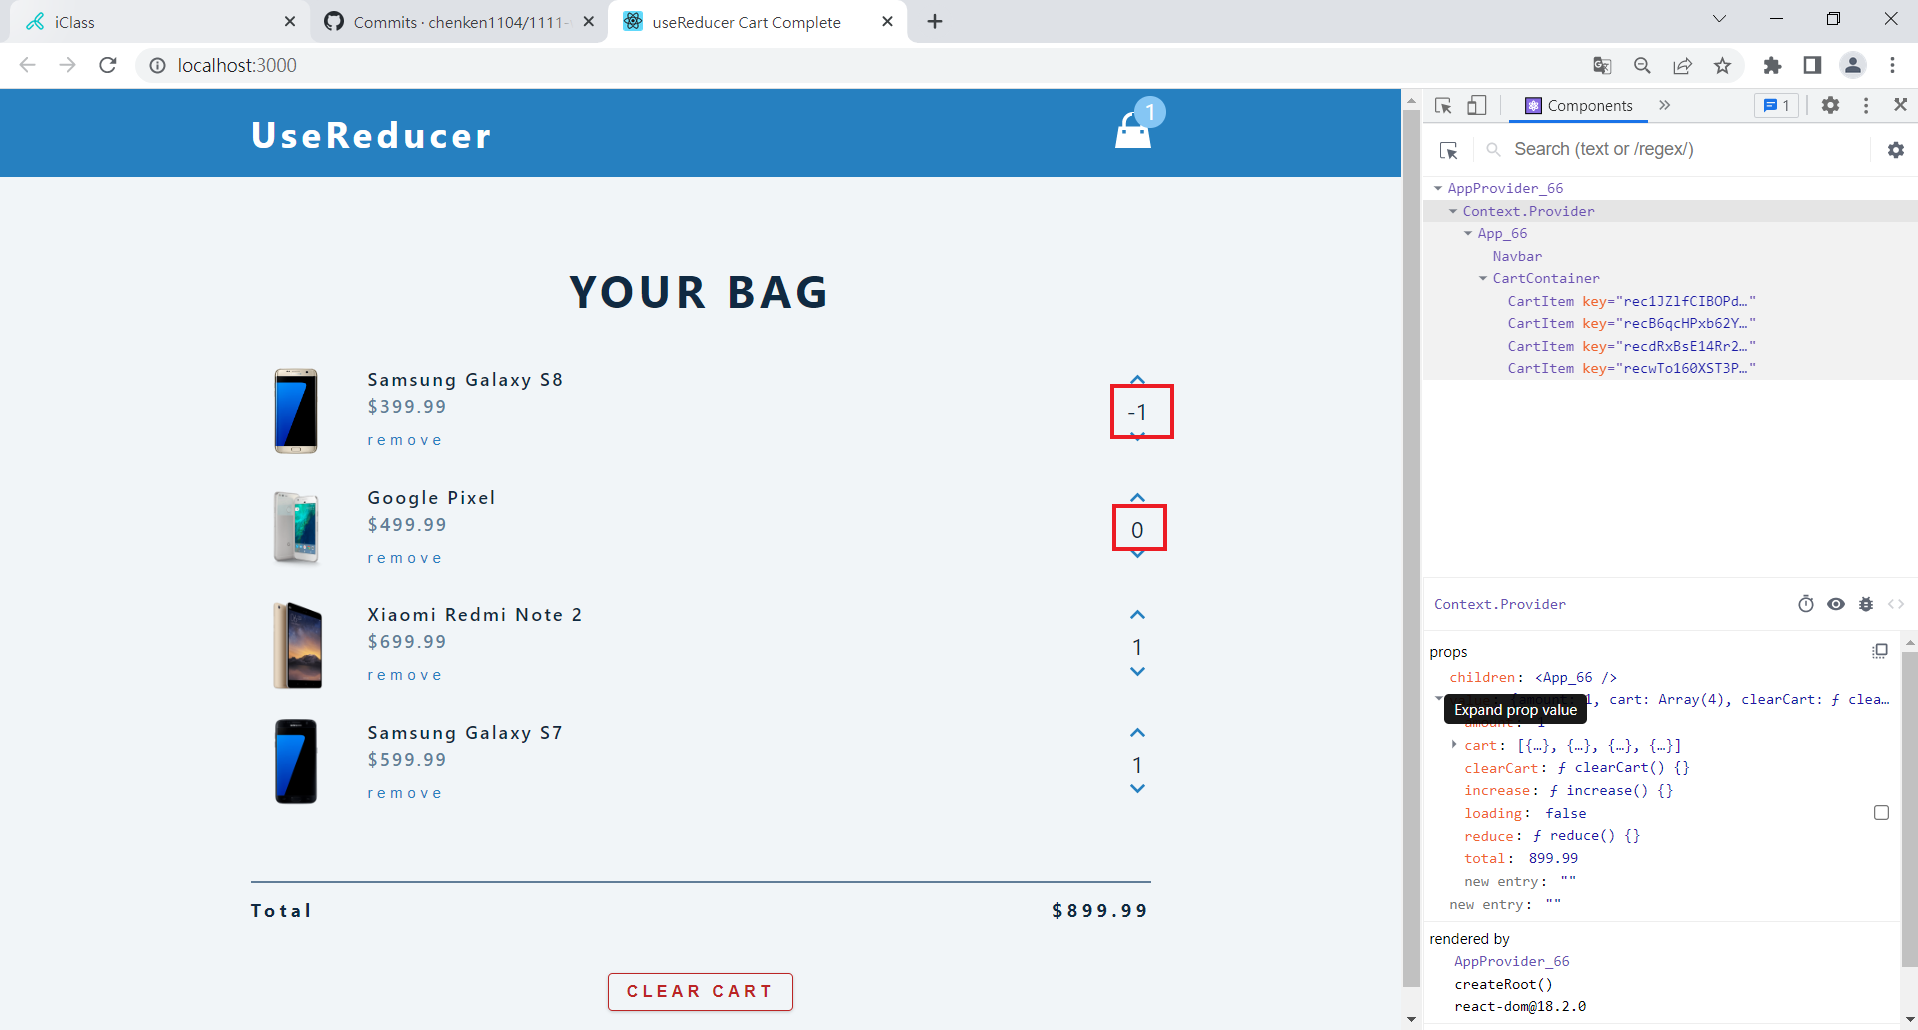 iClass
Commits · chenken1104/1111-
useReducer Cart Complete
localhost:3000
UseReducer
1
YOUR BAG
Samsung Galaxy S8
$399.99
remove
-1
Google Pixel
$499.99
remove
0
Xiaomi Redmi Note 2
$699.99
remove
1
Samsung Galaxy S7
$599.99
remove
1
Total
$899.99
CLEAR CART
Components
1
Search (text or /regex/)
AppProvider_66
Context.Provider
App_66
Navbar
CartContainer
CartItem key="rec1JZlfCIBOPd…"
CartItem key="recB6qcHPxb62Y…"
CartItem key="recdRxBsE14Rr2…"
CartItem key="recwTo160XST3P…"
Context.Provider
props
children: <App_66 />
1, cart: Array(4), clearCart: ƒ clea…
Expand prop value
amount: 1
cart: [{…}, {…}, {…}, {…}]
clearCart: ƒ clearCart() {}
increase: ƒ increase() {}
loading: false
reduce: ƒ reduce() {}
total: 899.99
new entry: ""
new entry: ""
rendered by
AppProvider_66
createRoot()
react-dom@18.2.0